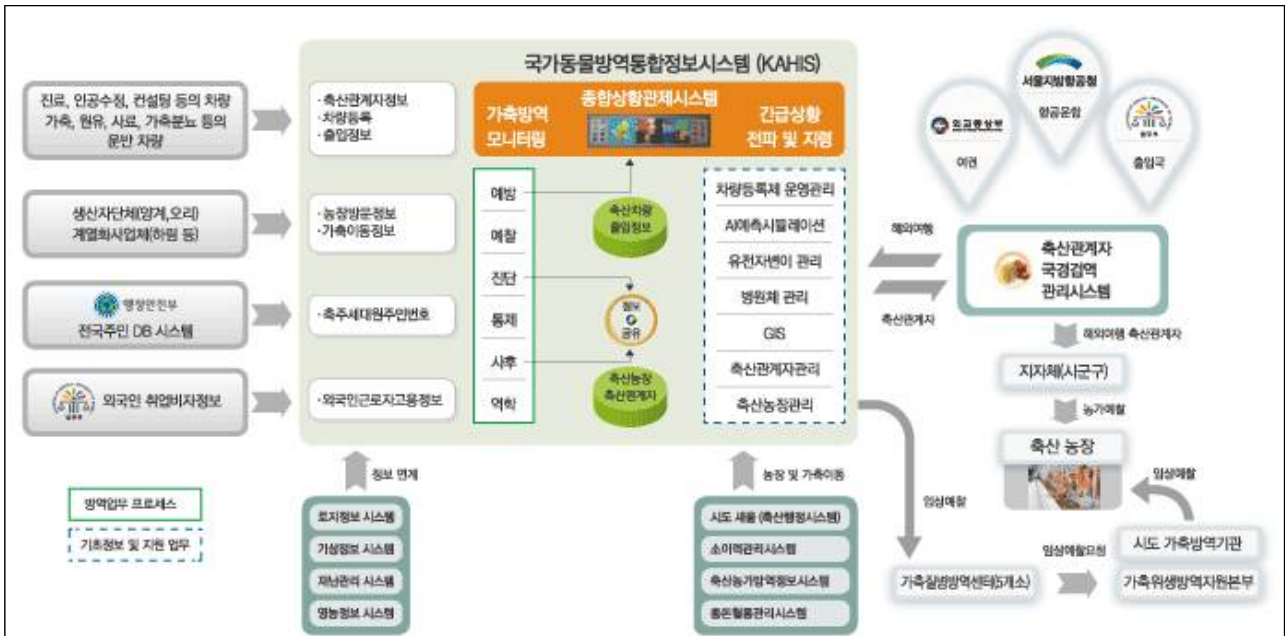 국가동물방역통합정보시스템 (KAHIS)
진료, 인공수정, 컨설팅 등의 차량
가축, 원유, 사료, 가축분뇨 등의
운반 차량
생산자단체(양계,오리)
계열화사업체(하림 등)
행정안전부
전국주민 DB 시스템
외국인 취업비자정보
· 축산관계자정보
· 차량등록
· 출입정보
· 농장방문정보
· 가축이동정보
· 축주세대원주민번호
· 외국인근로자고용정보
가축방역
모니터링
종합상황관제시스템
긴급상황
전파 및 지령
예방
예찰
진단
통제
사후
역학
축산차량
출입정보
정보
공유
축산농장
축산관계자
차량등록제 운영관리
AI예측시뮬레이션
유전자변이 관리
병원체 관리
GIS
축산관계자관리
축산농장관리
외교통상부
여권
서울지방항공청
항공운항
법무부
출입국
해외여행
축산관계자
축산관계자
국경검역
관리시스템
해외여행 축산관계자
지자체(시군구)
농가예찰
축산 농장
임상예찰
시도 가축방역기관
가축위생방역지원본부
임상예찰요청
가축질병방역센터(5개소)
임상예찰
방역업무 프로세스
기초정보 및 지원 업무
정보 연계
토지정보 시스템
기상정보 시스템
재난관리 시스템
영농정보 시스템
농장 및 가축이동
시도 새올 (축산행정시스템)
소이력관리시스템
축산농가방역정보시스템
종돈혈통관리시스템